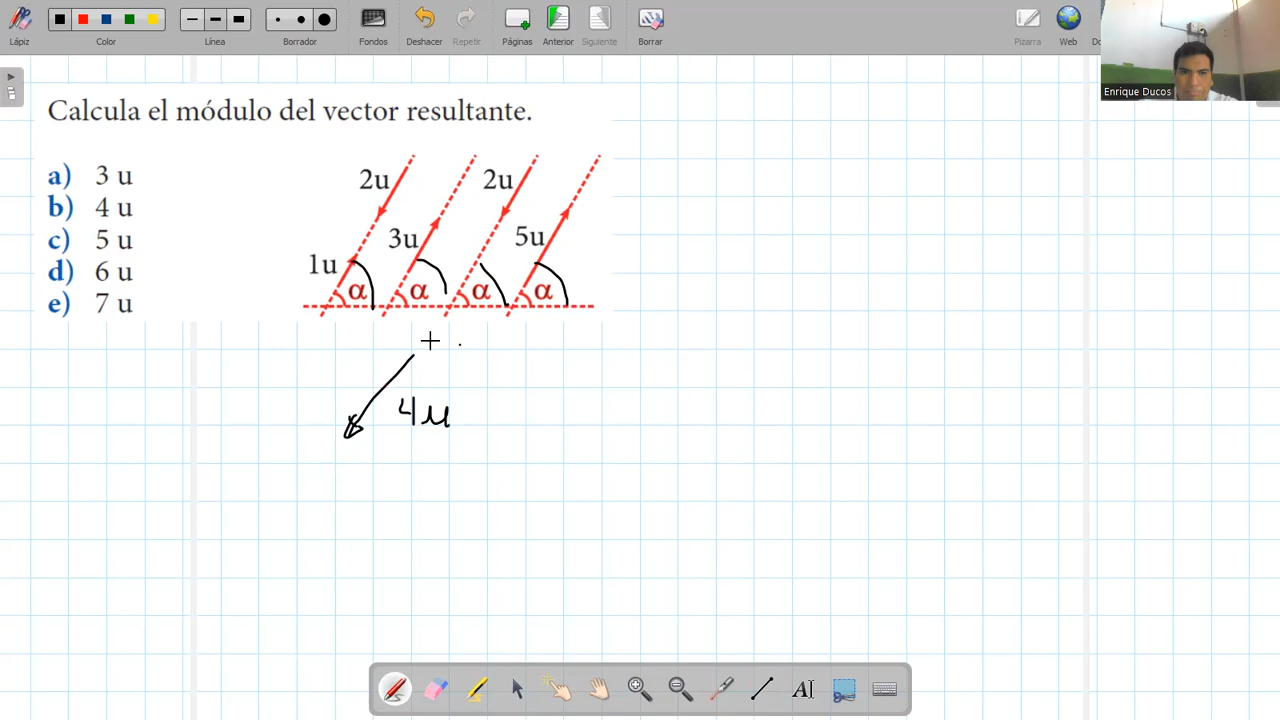 Lápiz
Color
Línea
Borrador
Fondos
Deshacer
Repetir
Páginas
Anterior
Siguiente
Borrar
Pizarra
Web
Enrique Ducos
Calcula el módulo del vector resultante.
a) 3 u
b) 4 u
c) 5 u
d) 6 u
e) 7 u
2u
2u
3u
5u
1u
α
α
α
α
+
4u